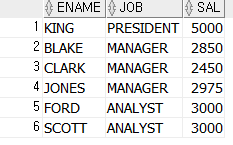 ENAME JOB SAL
1 KING PRESIDENT 5000
2 BLAKE MANAGER 2850
3 CLARK MANAGER 2450
4 JONES MANAGER 2975
5 FORD ANALYST 3000
6 SCOTT ANALYST 3000